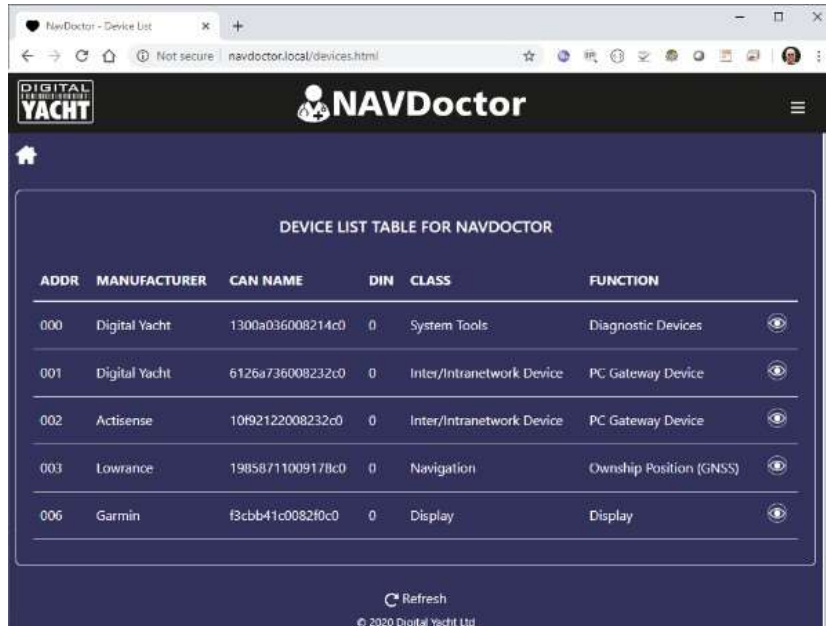 NavDoctor - Device List
Not secure navdoctor.local/devices.html
DIGITAL
YACHT
NAVDoctor
DEVICE LIST TABLE FOR NAVDOCTOR
ADDR MANUFACTURER CAN NAME DIN CLASS FUNCTION
000 Digital Yacht 1300a036008214c0 0 System Tools Diagnostic Devices
001 Digital Yacht 6126a736008232c0 0 Inter/Intranetwork Device PC Gateway Device
002 Actisense 10f92122008232c0 0 Inter/Intranetwork Device PC Gateway Device
003 Lowrance 19858711009178c0 0 Navigation Ownship Position (GNSS)
006 Garmin f3cbb41c0082f0c0 0 Display Display
Refresh
© 2020 Digital Yacht Ltd